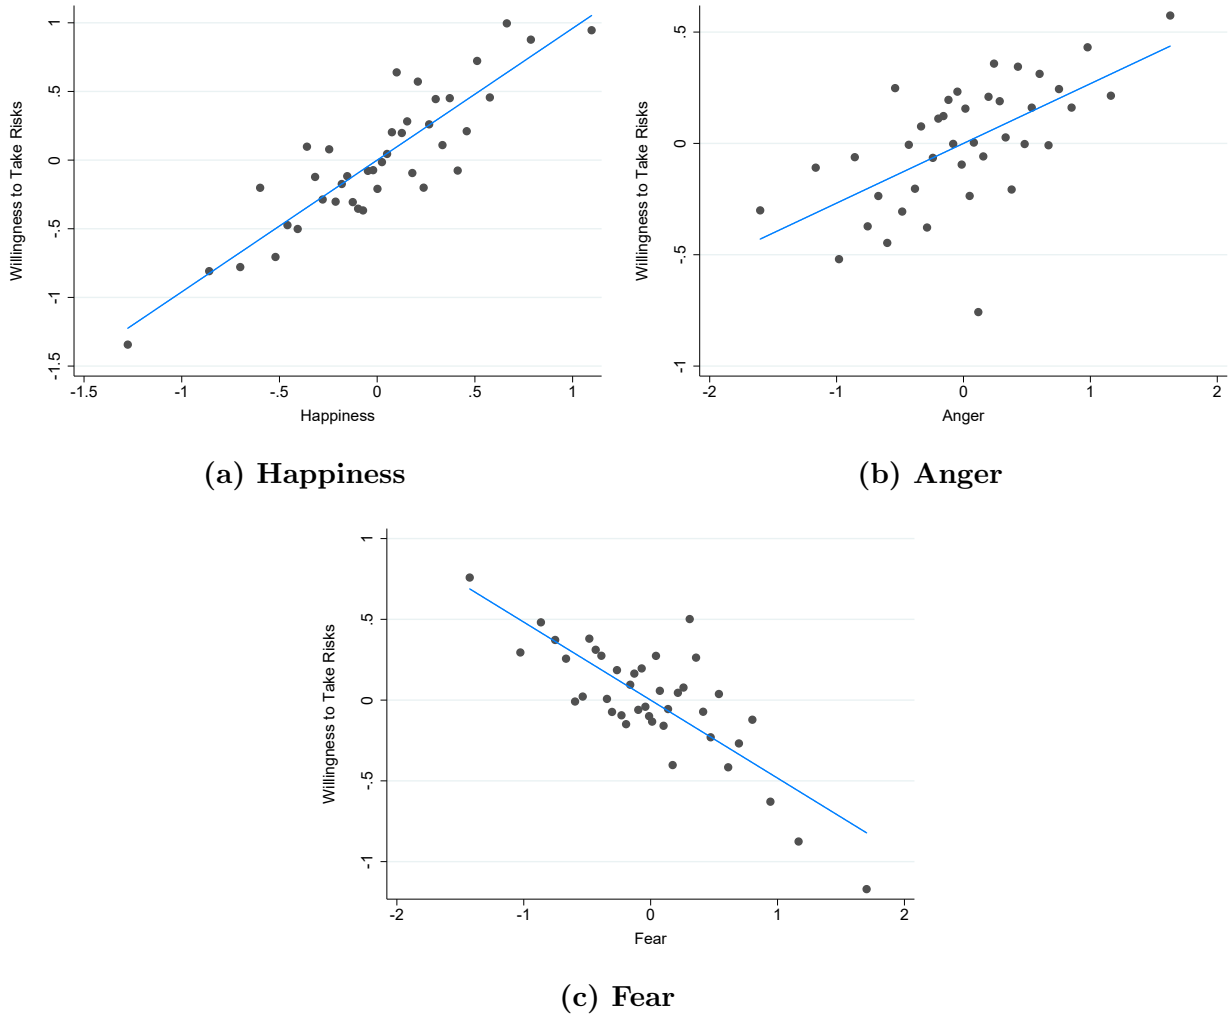 Willingness to Take Risks
1
.5
0
-.5
-1
-1.5
-1.5 -1 -.5 0 .5 1
Happiness
(a) Happiness
Willingness to Take Risks
.5
0
-.5
-1
-2 -1 0 1 2
Anger
(b) Anger
Willingness to Take Risks
1
.5
0
-.5
-1
-2 -1 0 1 2
Fear
(c) Fear